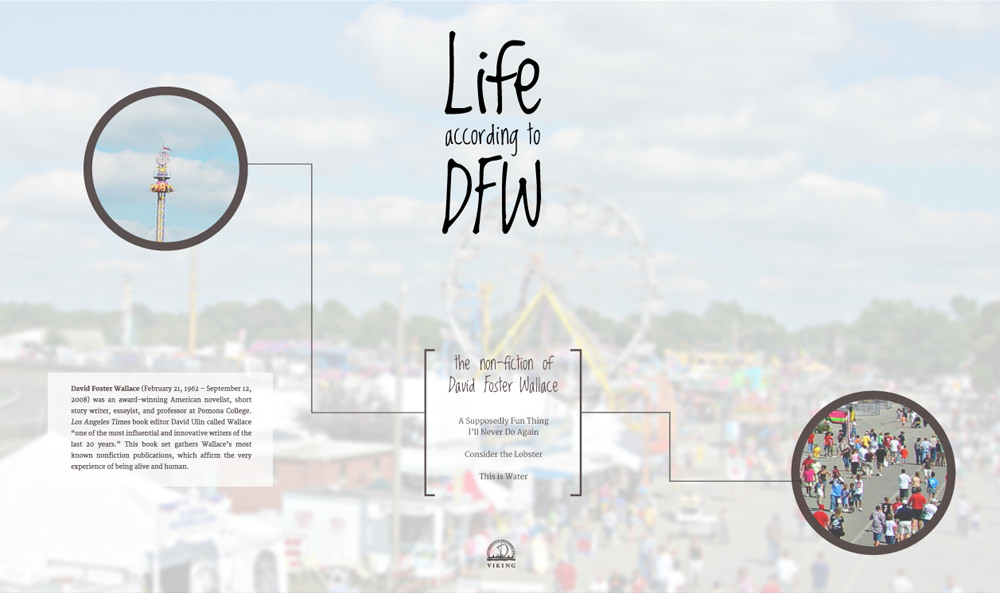 Life
according to
DFW
the non-fiction of
David Foster Wallace
A Supposedly Fun Thing
I'll Never Do Again
Consider the Lobster
This is Water
David Foster Wallace (February 21, 1962 – September 12,
2008) was an award-winning American novelist, short
story writer, essayist, and professor at Pomona College.
Los Angeles Times book editor David Ulin called Wallace
"one of the most influential and innovative writers of the
last 20 years." This book set gathers Wallace's most
known nonfiction publications, which affirm the very
experience of being alive and human.
VIKING